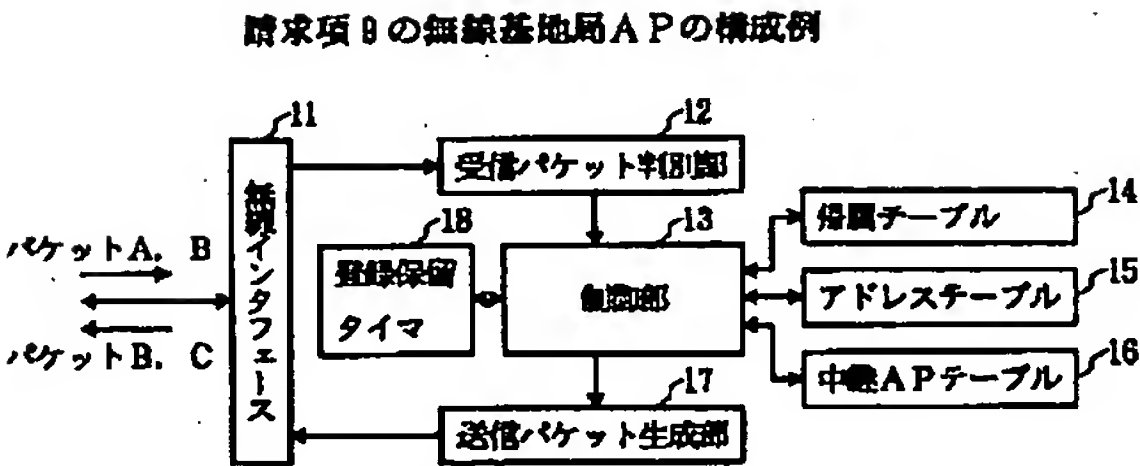 請求項9の無線基地局APの構成例
11
12
受信パケット判別部
無線インタフェース
18
13
14
帰属テーブル
パケットA，B
登録保留
タイマ
制御部
15
アドレステーブル
パケットB，C
16
中継APテーブル
17
送信パケット生成部